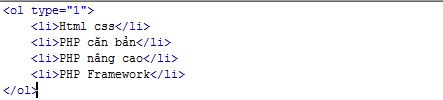 <ol type="1">
    <li>Html css</li>
    <li>PHP căn bản</li>
    <li>PHP nâng cao</li>
    <li>PHP Framework</li>
</ol>